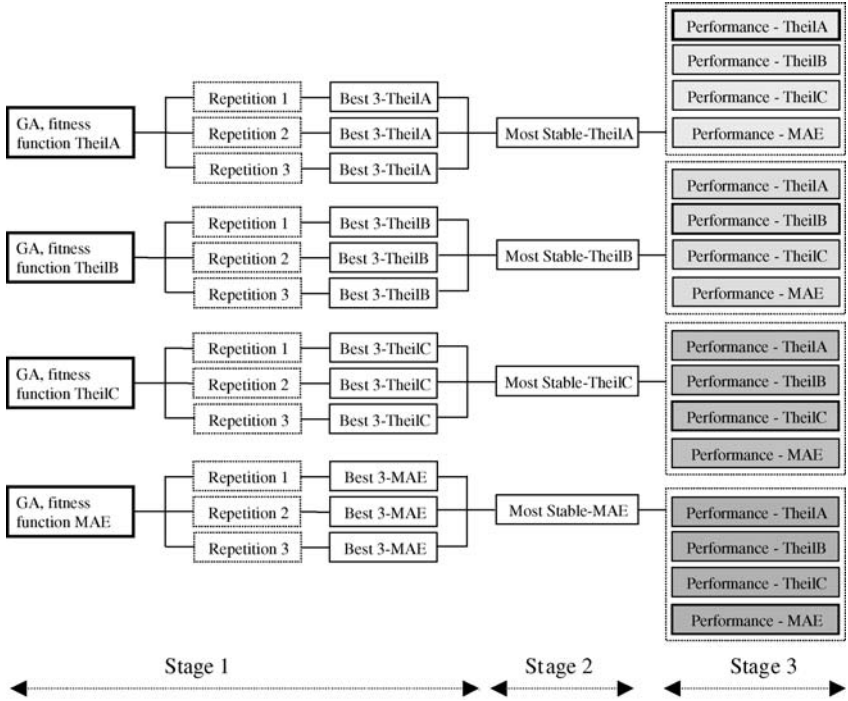 GA, fitness
function TheilA
Repetition 1
Best 3-TheilA
Repetition 2
Best 3-TheilA
Repetition 3
Best 3-TheilA
Most Stable-TheilA
Performance - TheilA
Performance - TheilB
Performance - TheilC
Performance - MAE
GA, fitness
function TheilB
Repetition 1
Best 3-TheilB
Repetition 2
Best 3-TheilB
Repetition 3
Best 3-TheilB
Most Stable-TheilB
Performance - TheilA
Performance - TheilB
Performance - TheilC
Performance - MAE
GA, fitness
function TheilC
Repetition 1
Best 3-TheilC
Repetition 2
Best 3-TheilC
Repetition 3
Best 3-TheilC
Most Stable-TheilC
Performance - TheilA
Performance - TheilB
Performance - TheilC
Performance - MAE
GA, fitness
function MAE
Repetition 1
Best 3-MAE
Repetition 2
Best 3-MAE
Repetition 3
Best 3-MAE
Most Stable-MAE
Performance - TheilA
Performance - TheilB
Performance - TheilC
Performance - MAE
Stage 1
Stage 2
Stage 3